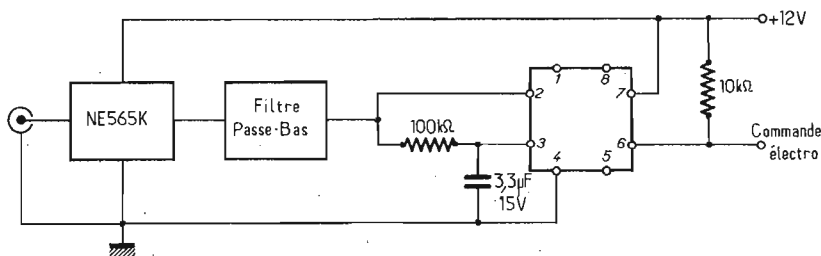 +12V
NE565K
Filtre
Passe-Bas
100kΩ
3,3µF
15V
1
8
2
7
3
6
4
5
10kΩ
Commande
électro